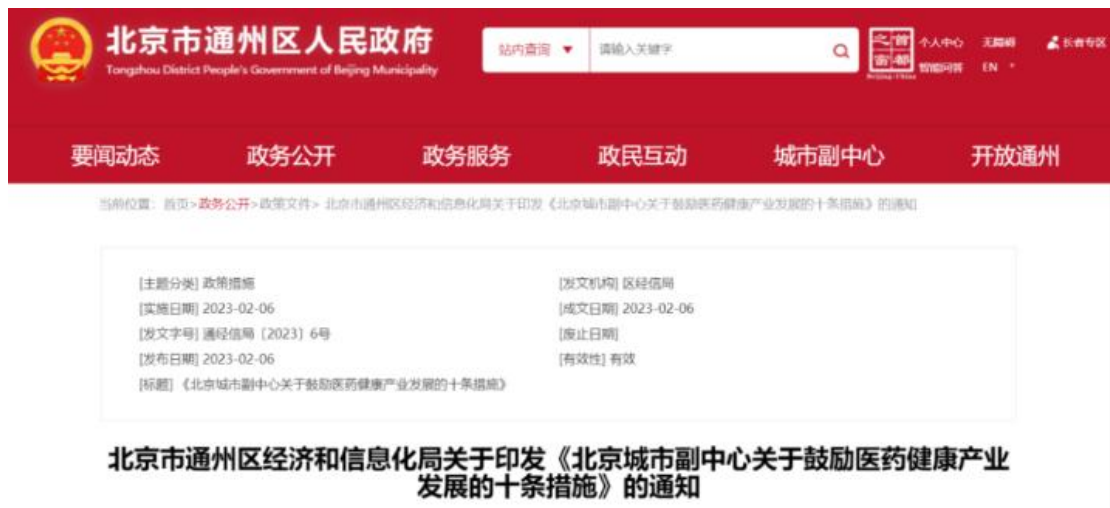 北京市通州区人民政府
Tongzhou District People's Government of Beijing Municipality
站内查询 ▼ 请输入关键字
首都之窗
Beijing-China
个人中心 无障碍 长者专区
智能问答 EN
要闻动态 政务公开 政务服务 政民互动 城市副中心 开放通州
当前位置：首页>政务公开>政策文件> 北京市通州区经济和信息化局关于印发《北京城市副中心关于鼓励医药健康产业发展的十条措施》的通知
[主题分类] 政策措施 [发文机构] 区经信局
[实施日期] 2023-02-06 [成文日期] 2023-02-06
[发文字号] 通经信局〔2023〕6号 [废止日期]
[发布日期] 2023-02-06 [有效性] 有效
[标题] 《北京城市副中心关于鼓励医药健康产业发展的十条措施》
北京市通州区经济和信息化局关于印发《北京城市副中心关于鼓励医药健康产业
发展的十条措施》的通知